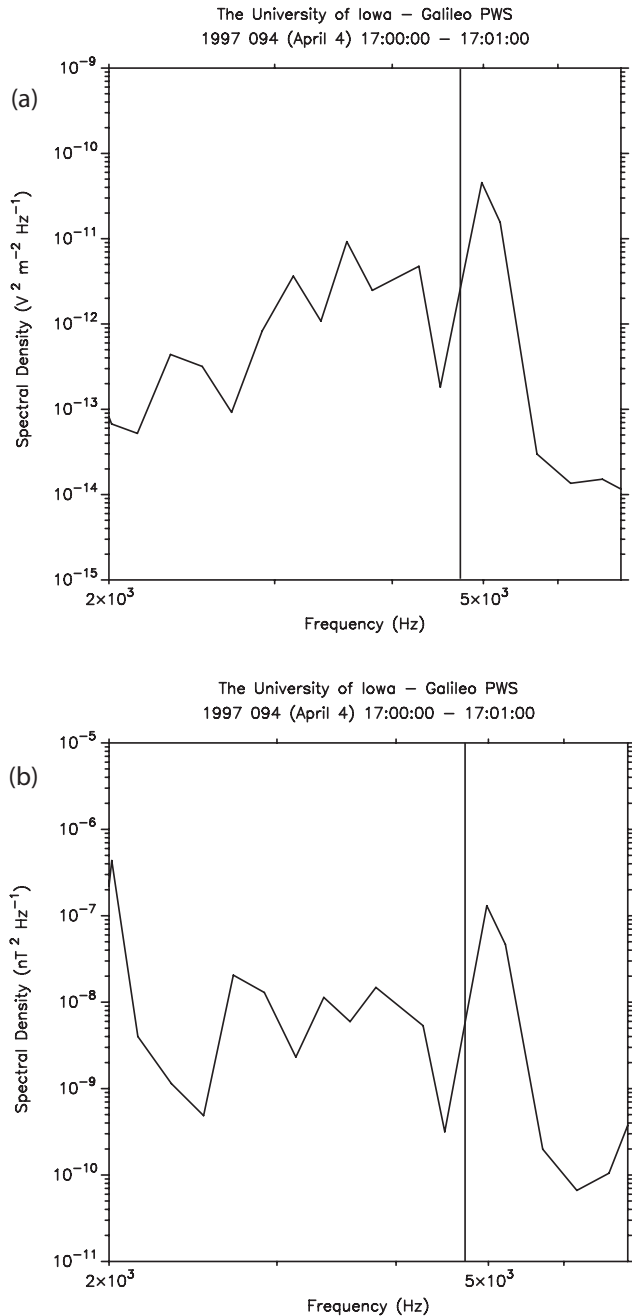 The University of Iowa – Galileo PWS
1997 094 (April 4) 17:00:00 – 17:01:00
(a)
10⁻⁹
10⁻¹⁰
10⁻¹¹
10⁻¹²
10⁻¹³
10⁻¹⁴
10⁻¹⁵
Spectral Density (V² m⁻² Hz⁻¹)
2×10³
5×10³
Frequency (Hz)
The University of Iowa – Galileo PWS
1997 094 (April 4) 17:00:00 – 17:01:00
(b)
10⁻⁵
10⁻⁶
10⁻⁷
10⁻⁸
10⁻⁹
10⁻¹⁰
10⁻¹¹
Spectral Density (nT² Hz⁻¹)
2×10³
5×10³
Frequency (Hz)